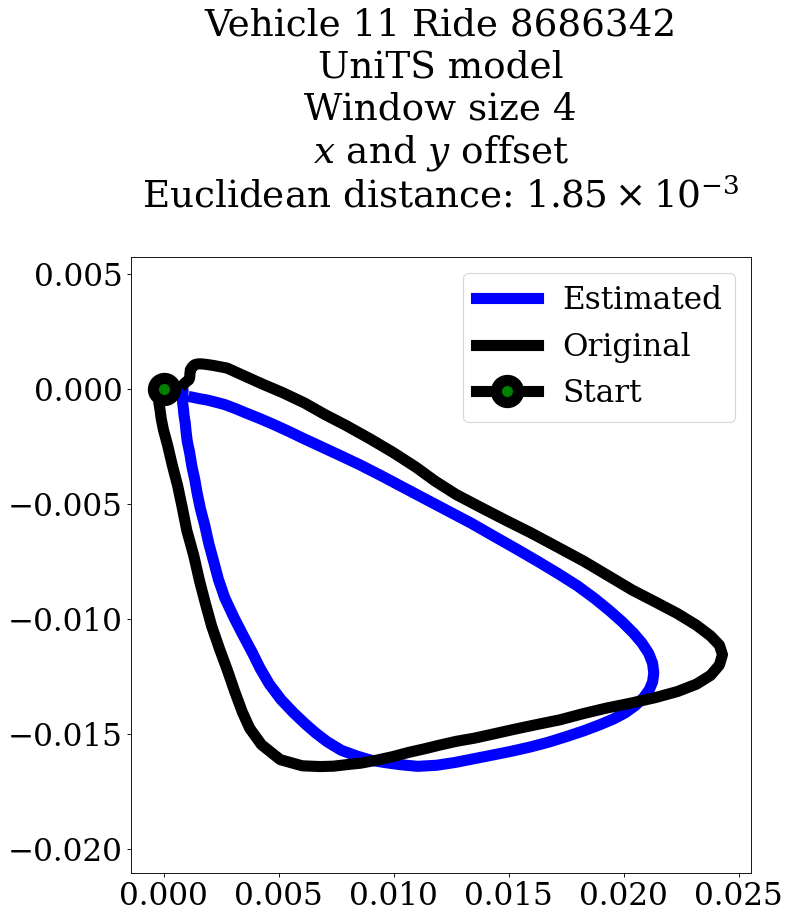 Vehicle 11 Ride 8686342
UniTS model
Window size 4
x and y offset
Euclidean distance: 1.85 × 10⁻³
0.005
0.000
−0.005
−0.010
−0.015
−0.020
Estimated
Original
Start
0.000 0.005 0.010 0.015 0.020 0.025